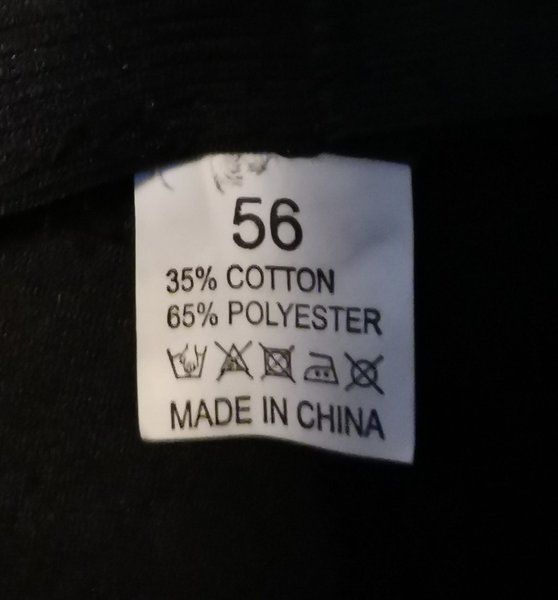 56
35% COTTON
65% POLYESTER
MADE IN CHINA